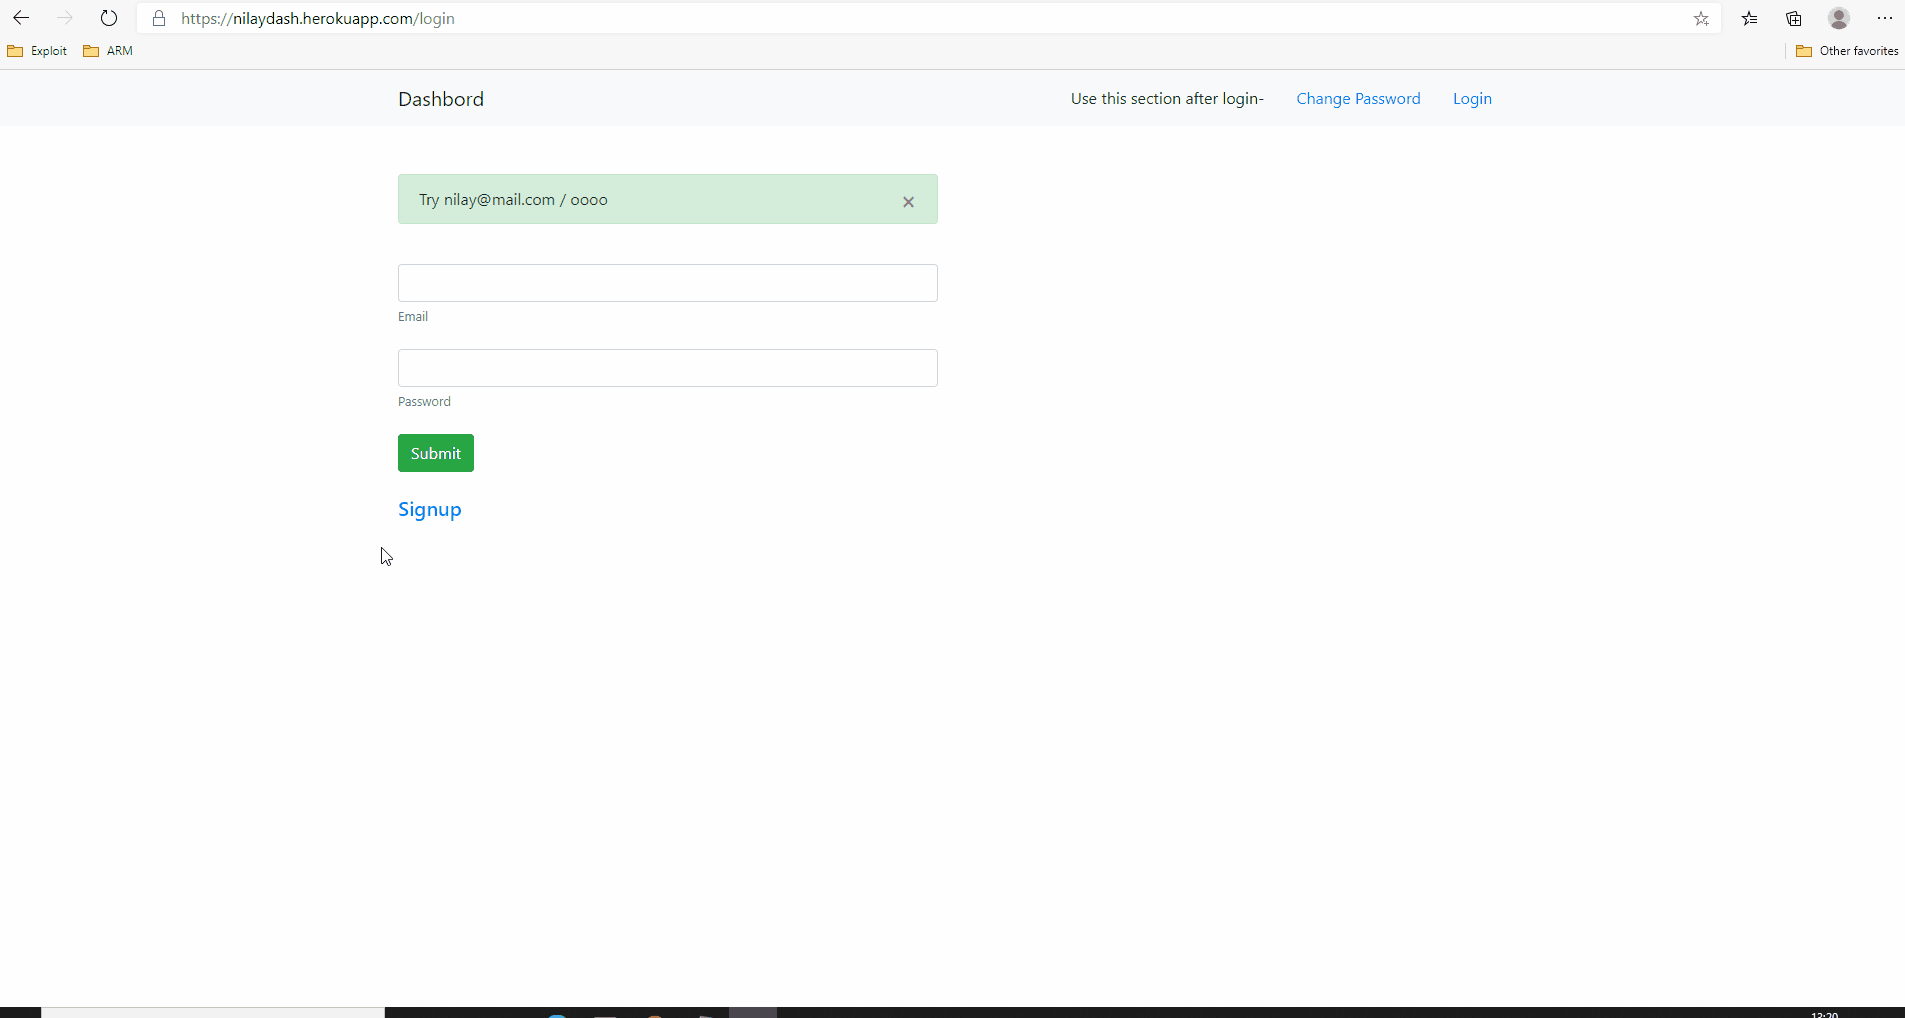 https://nilaydash.herokuapp.com/login
Exploit ARM Other favorites
Dashbord Use this section after login- Change Password Login
Try nilay@mail.com / oooo ×
Email
Password
Submit
Signup